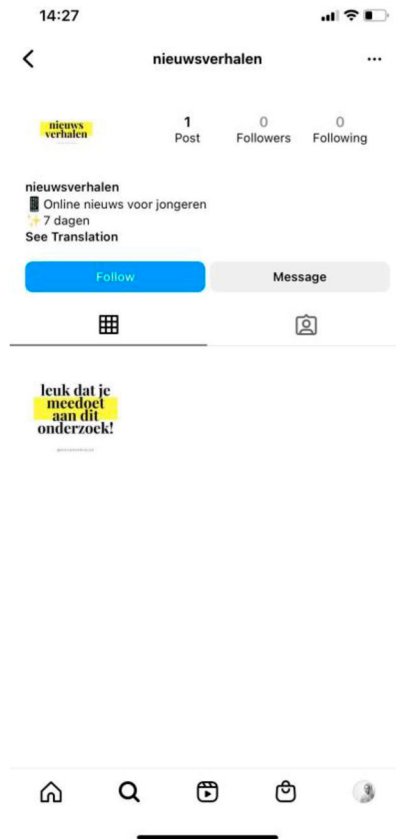 14:27
nieuwsverhalen
nieuws
verhalen
1
Post
0
Followers
0
Following
nieuwsverhalen
📱 Online nieuws voor jongeren
✨ 7 dagen
See Translation
Follow
Message
leuk dat je
meedoet
aan dit
onderzoek!